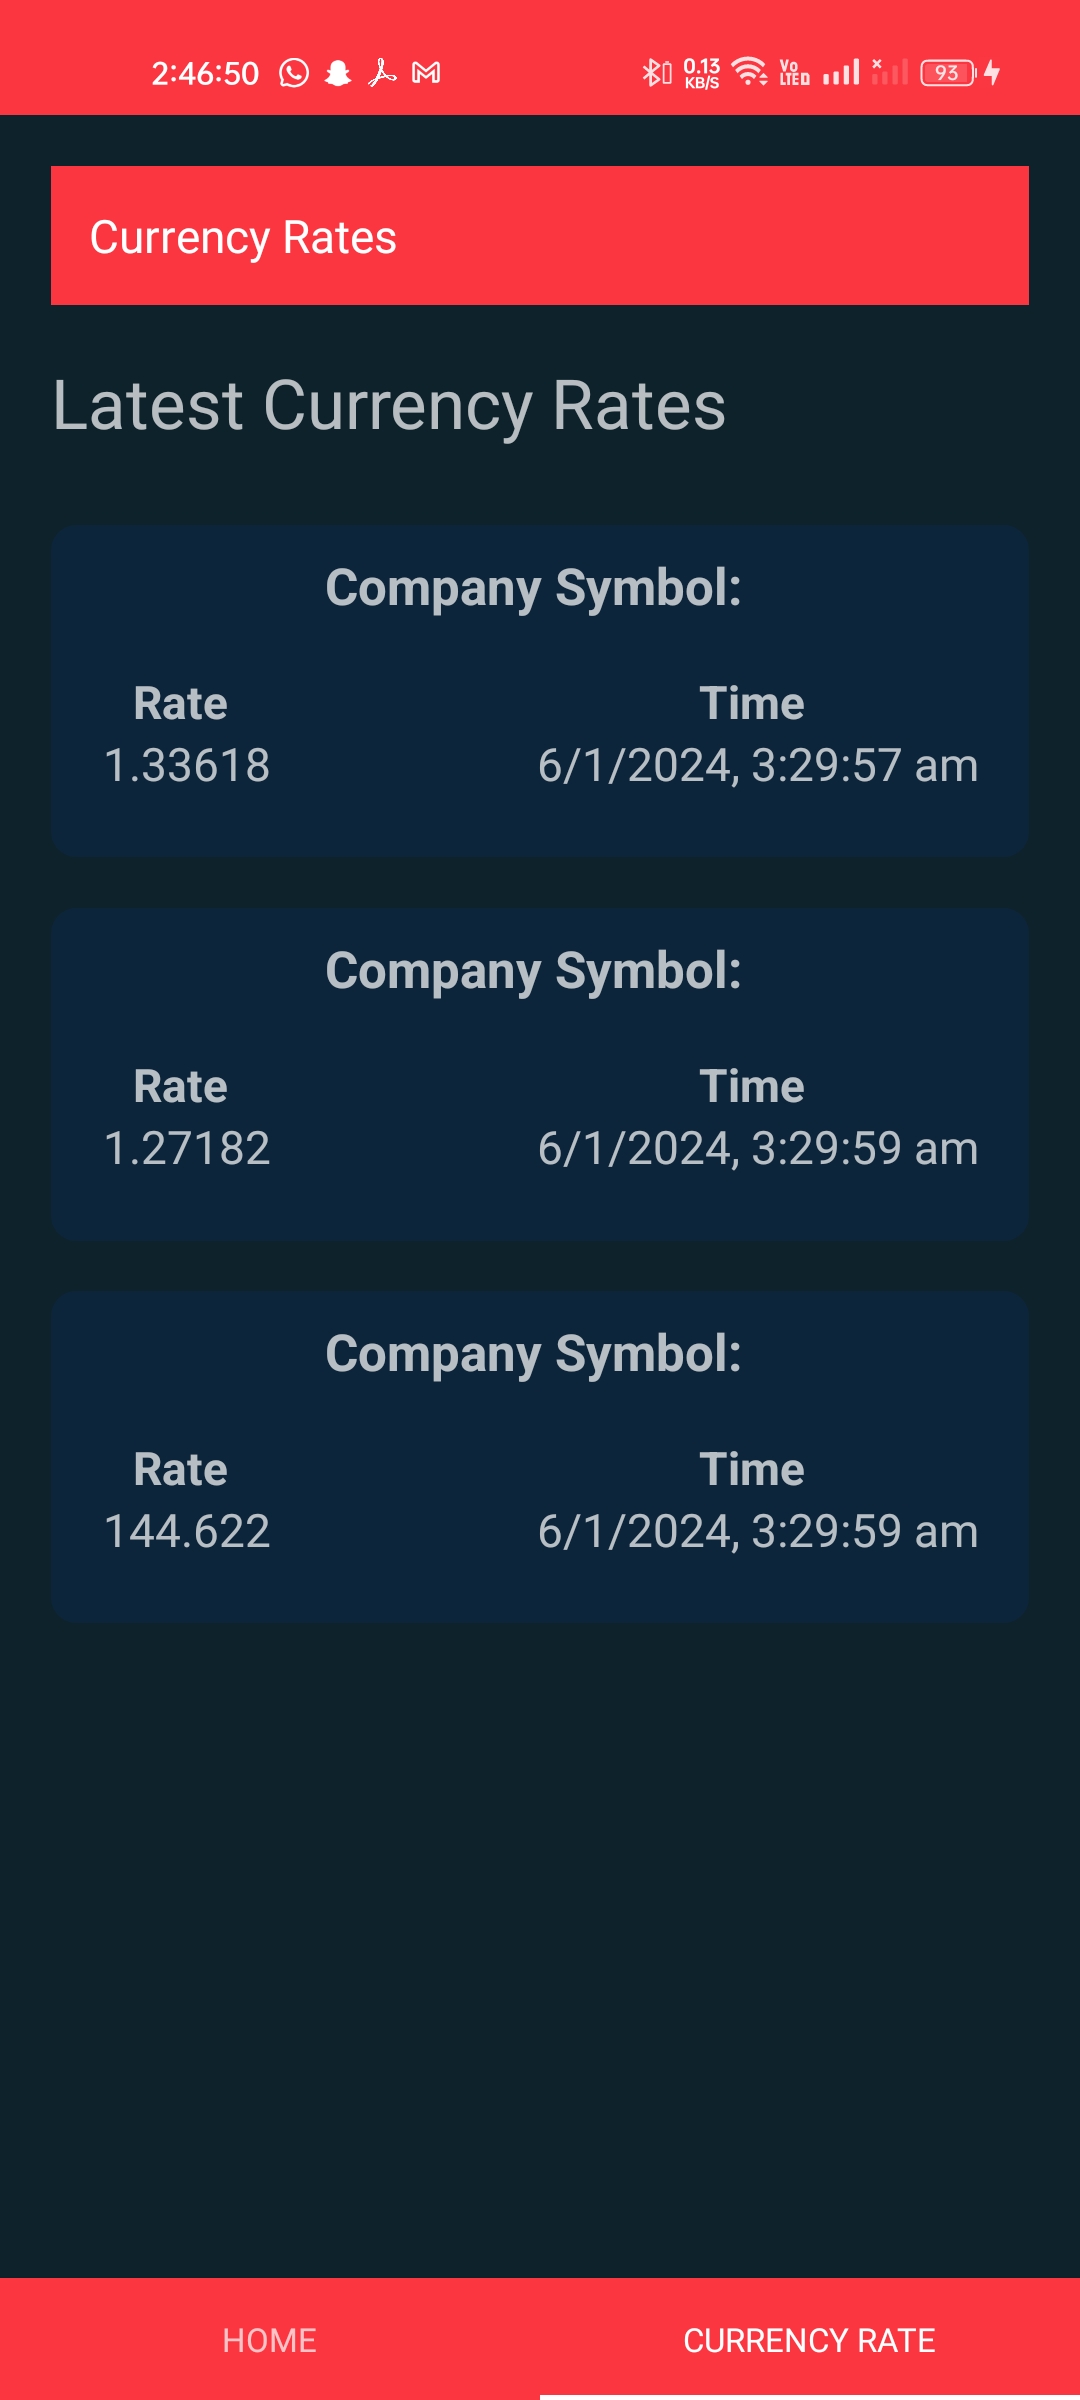 2:46:50 0.13 KB/S Vo LTE 93
Currency Rates
Latest Currency Rates
Company Symbol:
Rate Time
1.33618 6/1/2024, 3:29:57 am
Company Symbol:
Rate Time
1.27182 6/1/2024, 3:29:59 am
Company Symbol:
Rate Time
144.622 6/1/2024, 3:29:59 am
HOME CURRENCY RATE